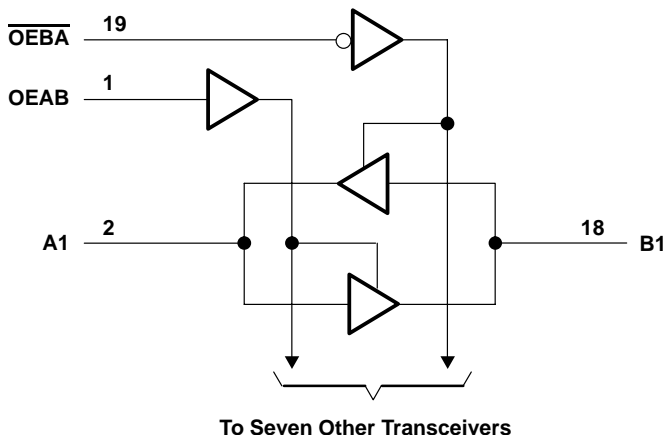 OEBA 19
OEAB 1
A1 2
18 B1
To Seven Other Transceivers